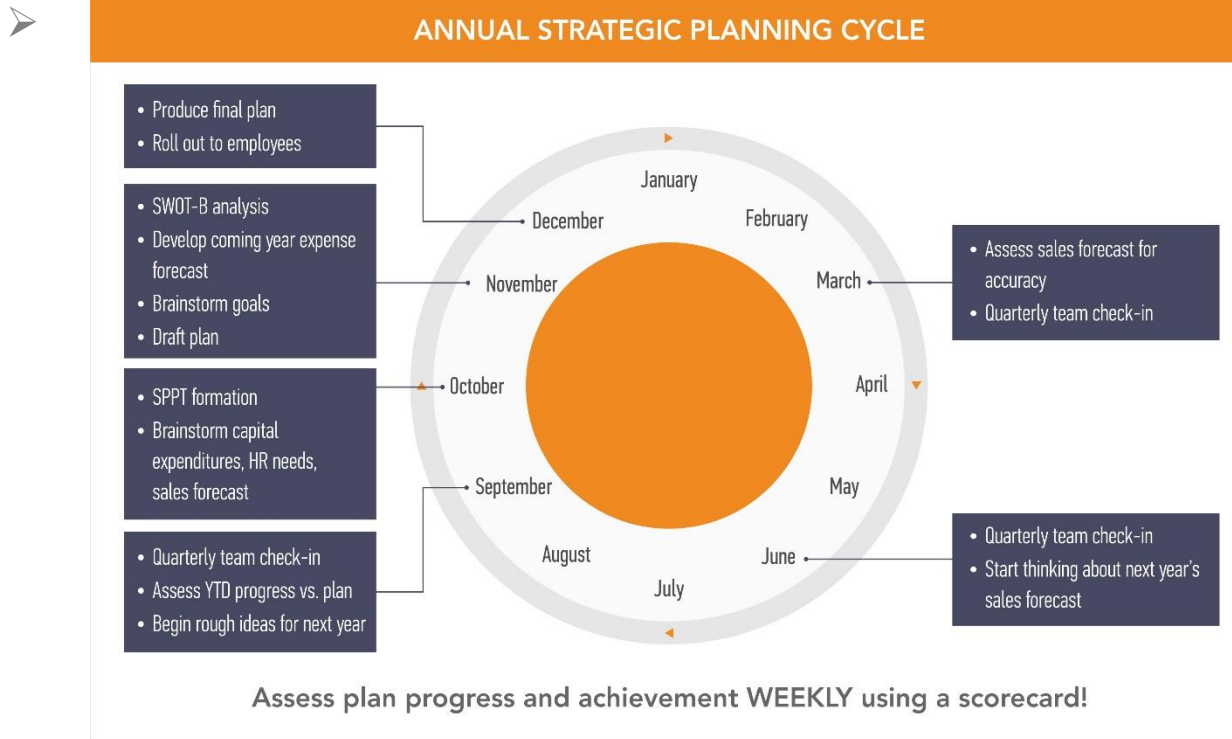 ANNUAL STRATEGIC PLANNING CYCLE
• Produce final plan
• Roll out to employees
• SWOT-B analysis
• Develop coming year expense
forecast
• Brainstorm goals
• Draft plan
• SPPT formation
• Brainstorm capital
expenditures, HR needs,
sales forecast
• Quarterly team check-in
• Assess YTD progress vs. plan
• Begin rough ideas for next year
January
February
March
April
May
June
July
August
September
October
November
December
• Assess sales forecast for
accuracy
• Quarterly team check-in
• Quarterly team check-in
• Start thinking about next year's
sales forecast
Assess plan progress and achievement WEEKLY using a scorecard!